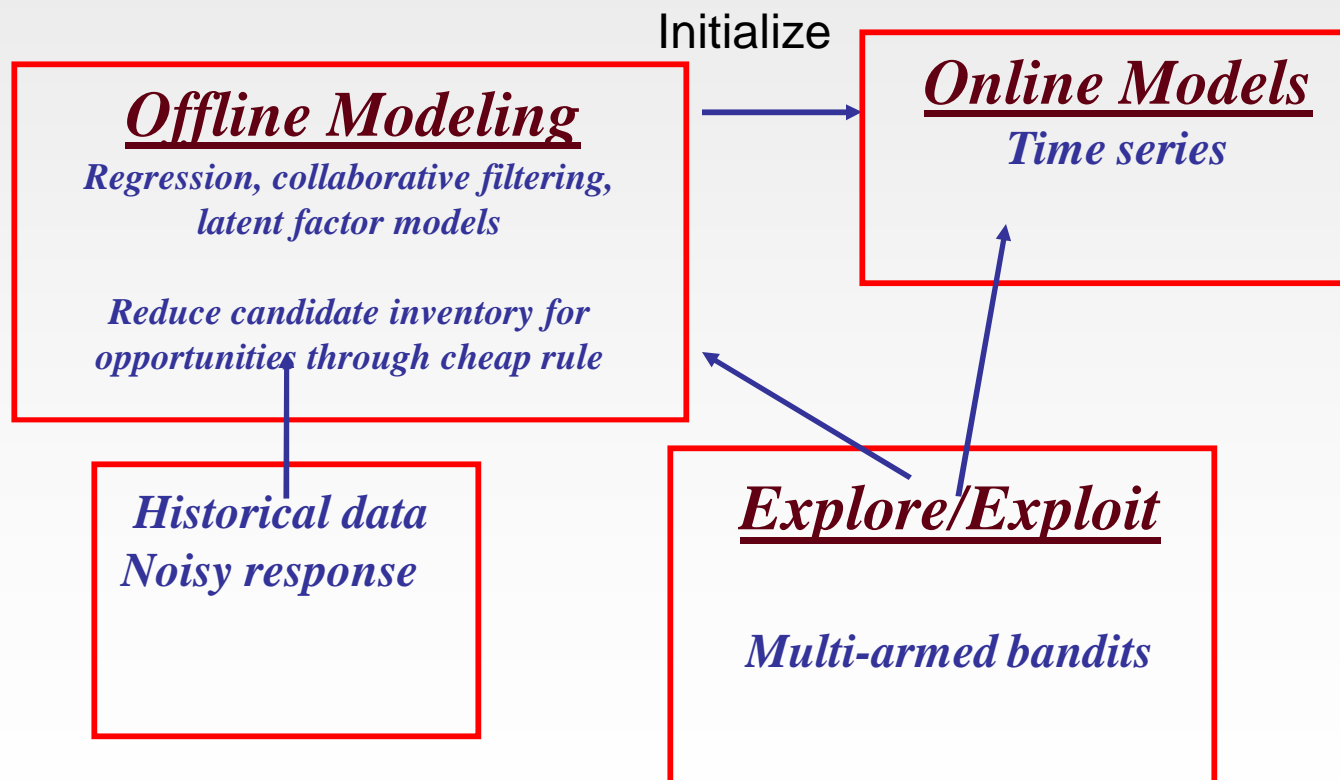 Initialize
Offline Modeling
Regression, collaborative filtering,
latent factor models
Reduce candidate inventory for
opportunities through cheap rule
Online Models
Time series
Historical data
Noisy response
Explore/Exploit
Multi-armed bandits